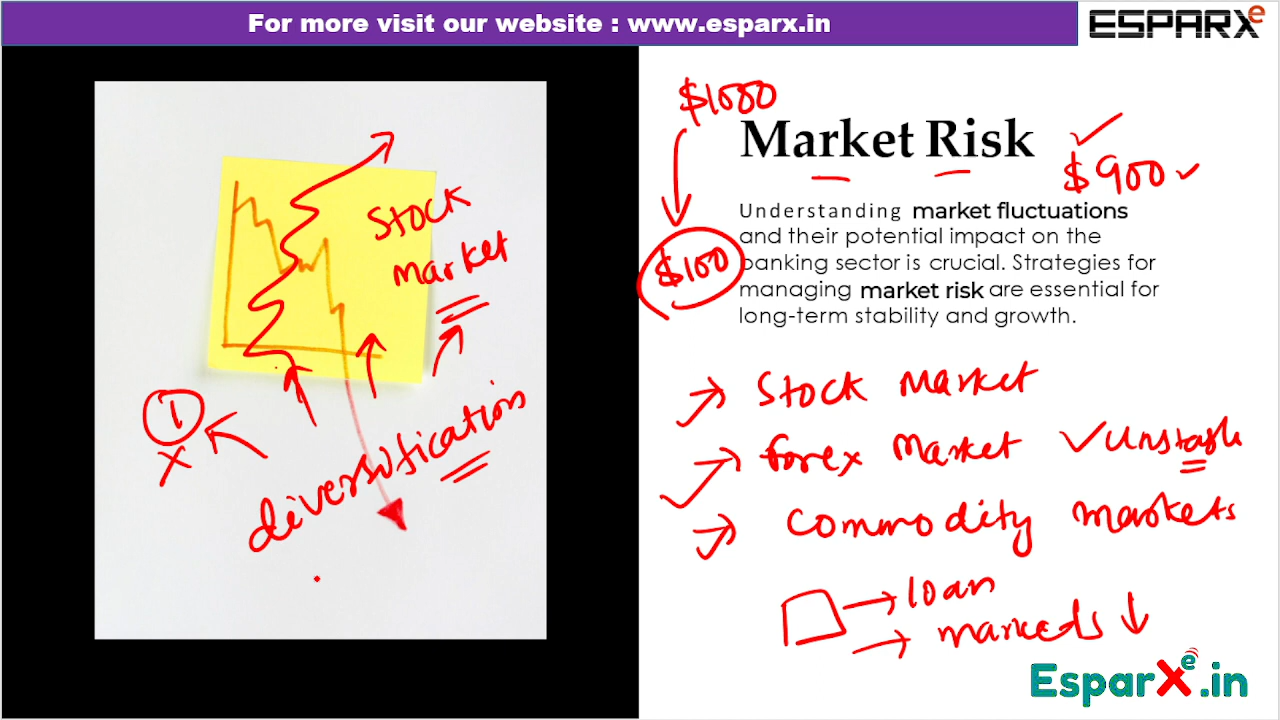 For more visit our website : www.esparx.in
ESPARXe
$1000
Market Risk
$900
$100
Understanding market fluctuations
and their potential impact on the
banking sector is crucial. Strategies for
managing market risk are essential for
long-term stability and growth.
Stock
market
1
diversification
Stock Market
forex Market
Commodity markets
loan
markets
EsparXe.in